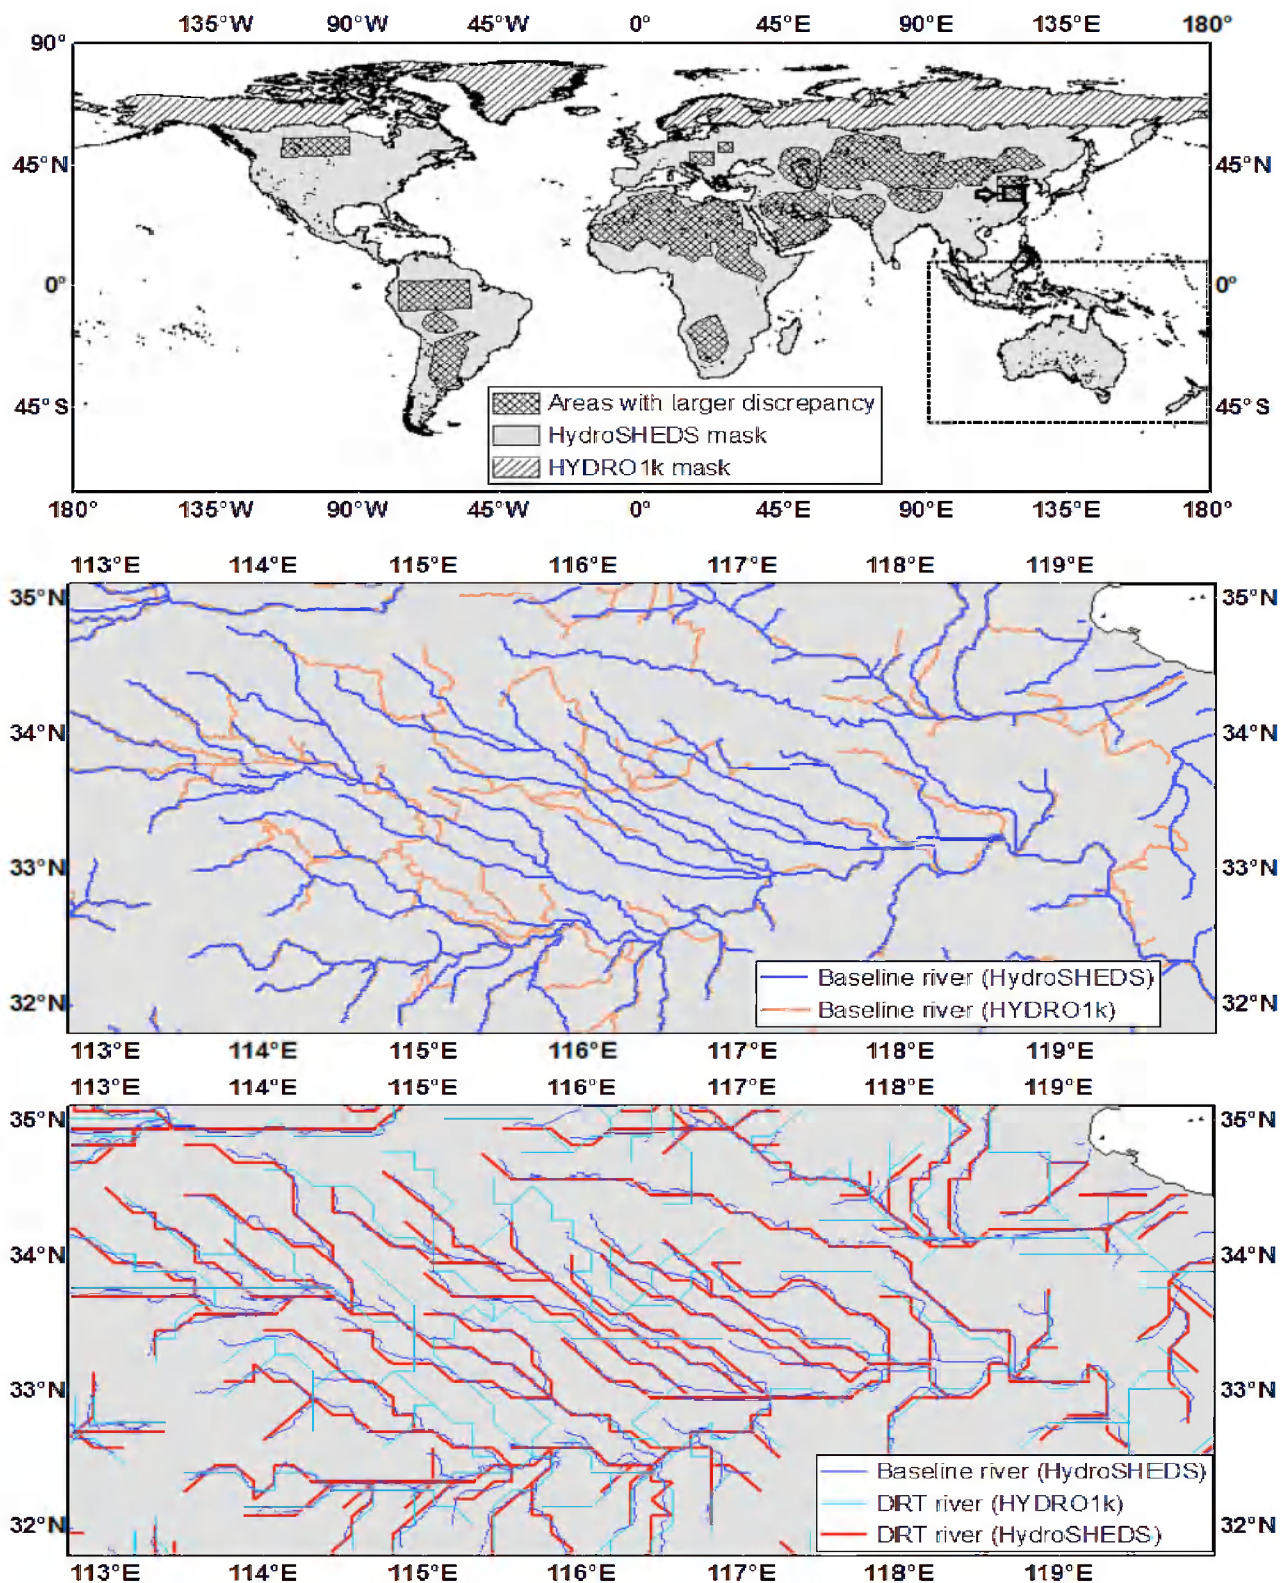 135°W 90°W 45°W 0° 45°E 90°E 135°E 180°
90° 
45°N 45°N
0° 0°
45°S 45°S
Areas with larger discrepancy
HydroSHEDS mask
HYDRO1k mask
180° 135°W 90°W 45°W 0° 45°E 90°E 135°E 180°
113°E 114°E 115°E 116°E 117°E 118°E 119°E
35°N 35°N
34°N 34°N
33°N 33°N
32°N 32°N
Baseline river (HydroSHEDS)
Baseline river (HYDRO1k)
113°E 114°E 115°E 116°E 117°E 118°E 119°E
113°E 114°E 115°E 116°E 117°E 118°E 119°E
35°N 35°N
34°N 34°N
33°N 33°N
32°N 32°N
Baseline river (HydroSHEDS)
DRT river (HYDRO1k)
DRT river (HydroSHEDS)
113°E 114°E 115°E 116°E 117°E 118°E 119°E